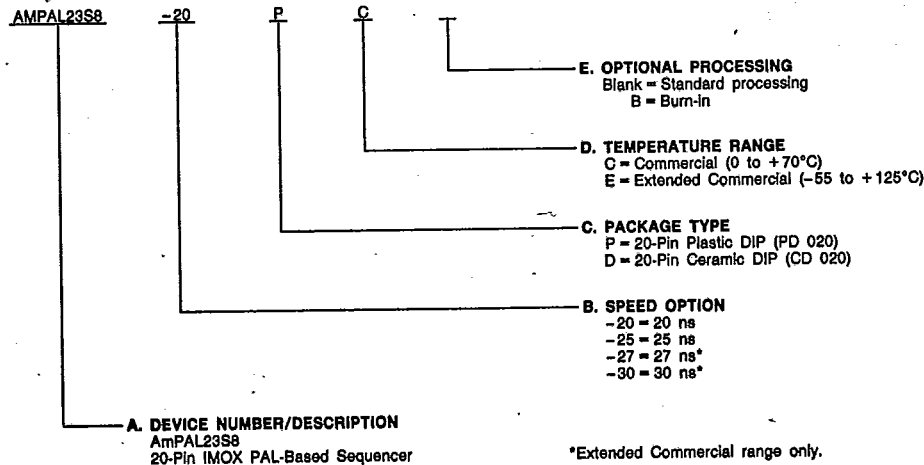 AMPAL23S8 -20 P C
E. OPTIONAL PROCESSING
Blank = Standard processing
B = Burn-in
D. TEMPERATURE RANGE
C = Commercial (0 to +70°C)
E = Extended Commercial (-55 to +125°C)
C. PACKAGE TYPE
P = 20-Pin Plastic DIP (PD 020)
D = 20-Pin Ceramic DIP (CD 020)
B. SPEED OPTION
-20 = 20 ns
-25 = 25 ns
-27 = 27 ns*
-30 = 30 ns*
A. DEVICE NUMBER/DESCRIPTION
AmPAL23S8
20-Pin IMOX PAL-Based Sequencer
*Extended Commercial range only.